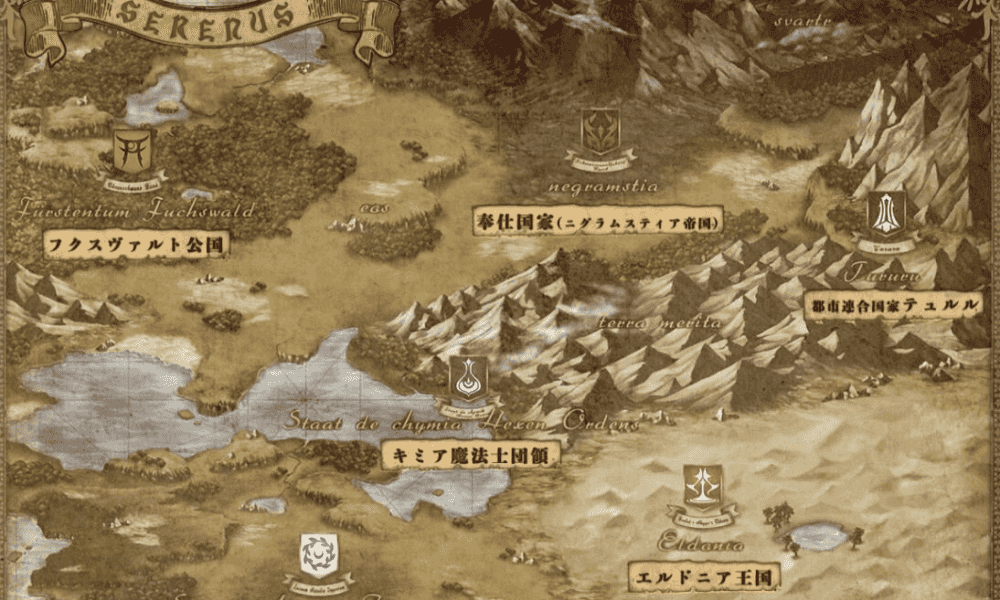 SERERUS
svartr
negramstia
Fürstentum Fuchswald
eas
奉仕国家(ニグラムスティア帝国)
フクスヴァルト公国
Tururu
都市連合国家テュルル
terra merita
Staat de chymia Hexen Ordens
キミア魔法士団領
Eldania
エルドニア王国